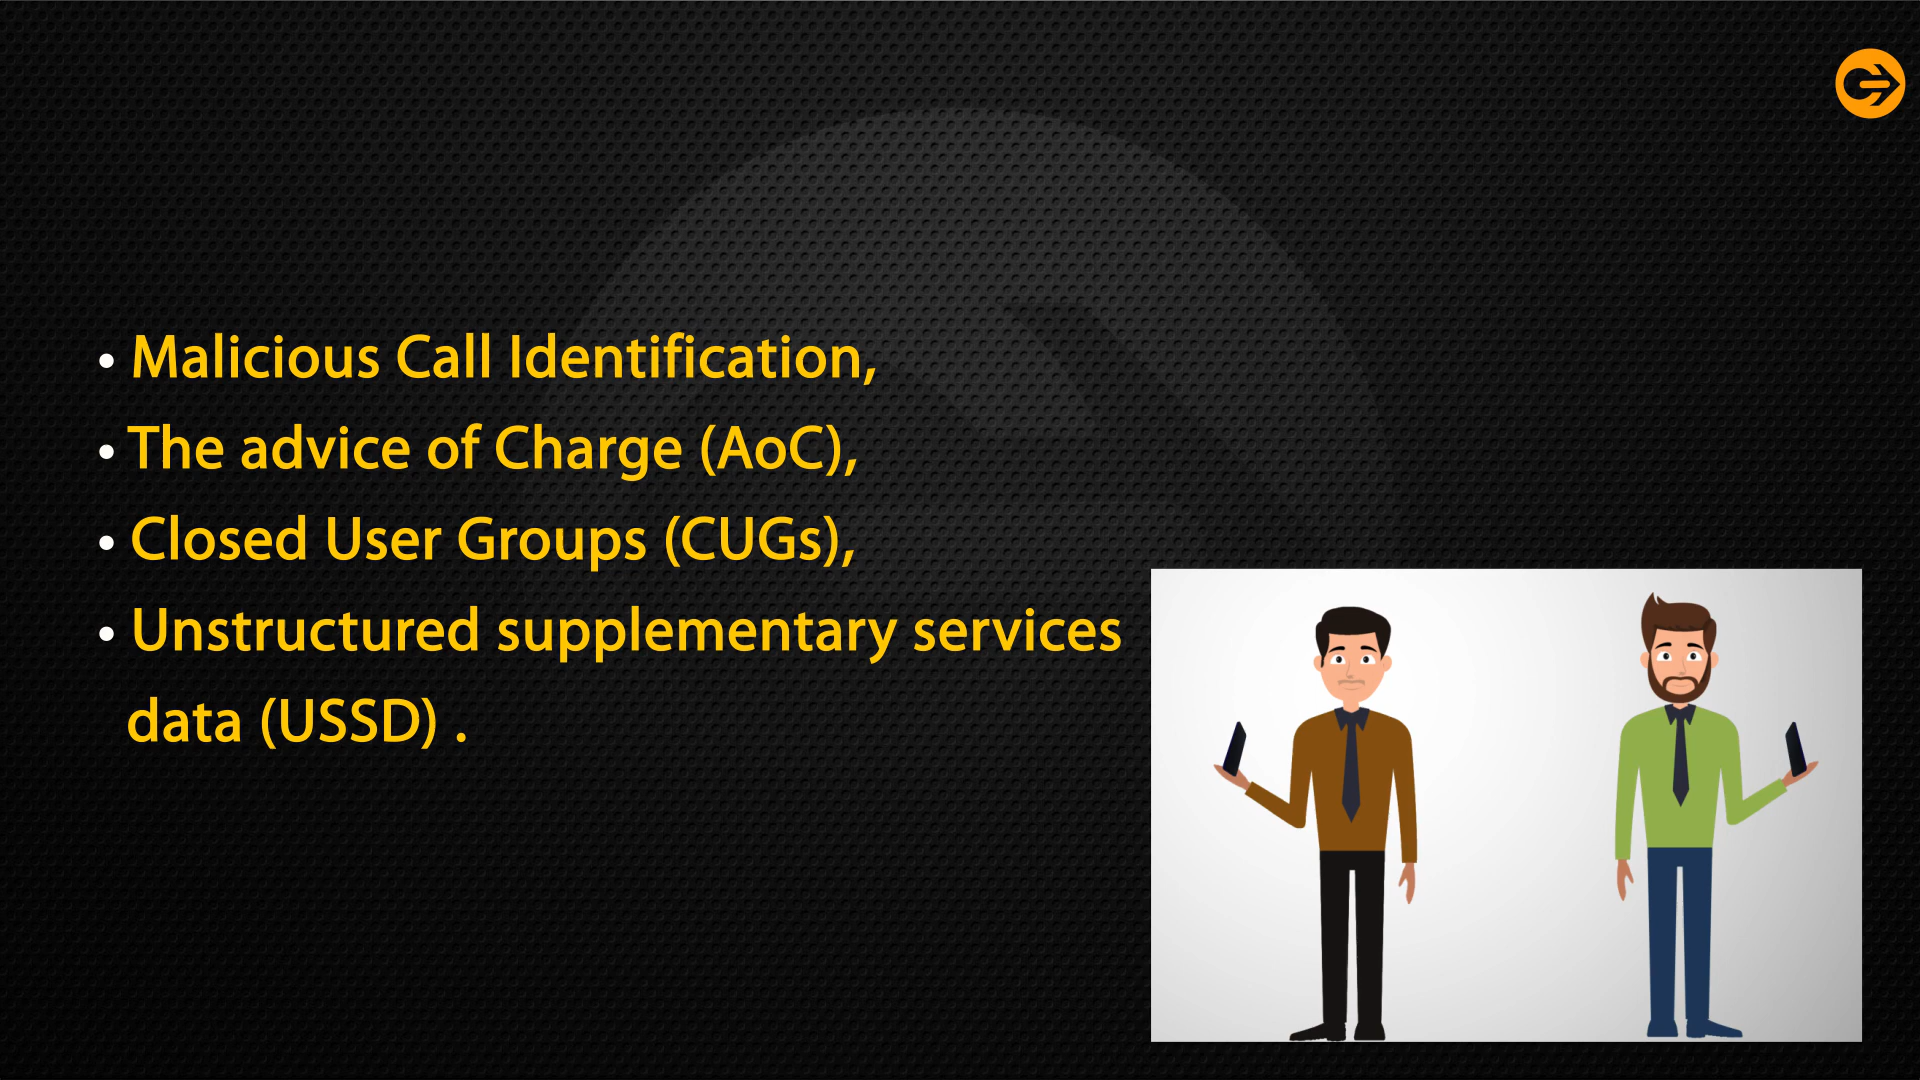 • Malicious Call Identification,
• The advice of Charge (AoC),
• Closed User Groups (CUGs),
• Unstructured supplementary services
data (USSD) .